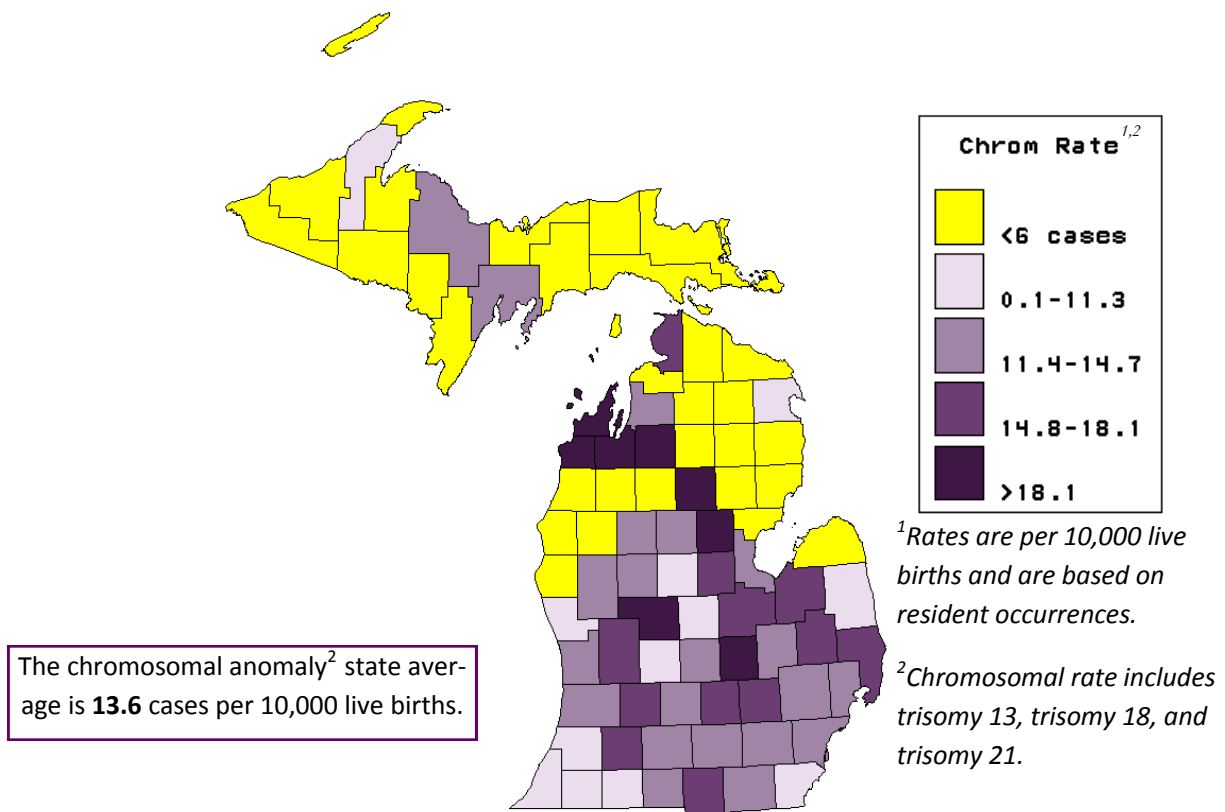 Chrom Rate 1,2
<6 cases
0.1-11.3
11.4-14.7
14.8-18.1
>18.1
1Rates are per 10,000 live
births and are based on
resident occurrences.
2Chromosomal rate includes
trisomy 13, trisomy 18, and
trisomy 21.
The chromosomal anomaly2 state aver-
age is 13.6 cases per 10,000 live births.